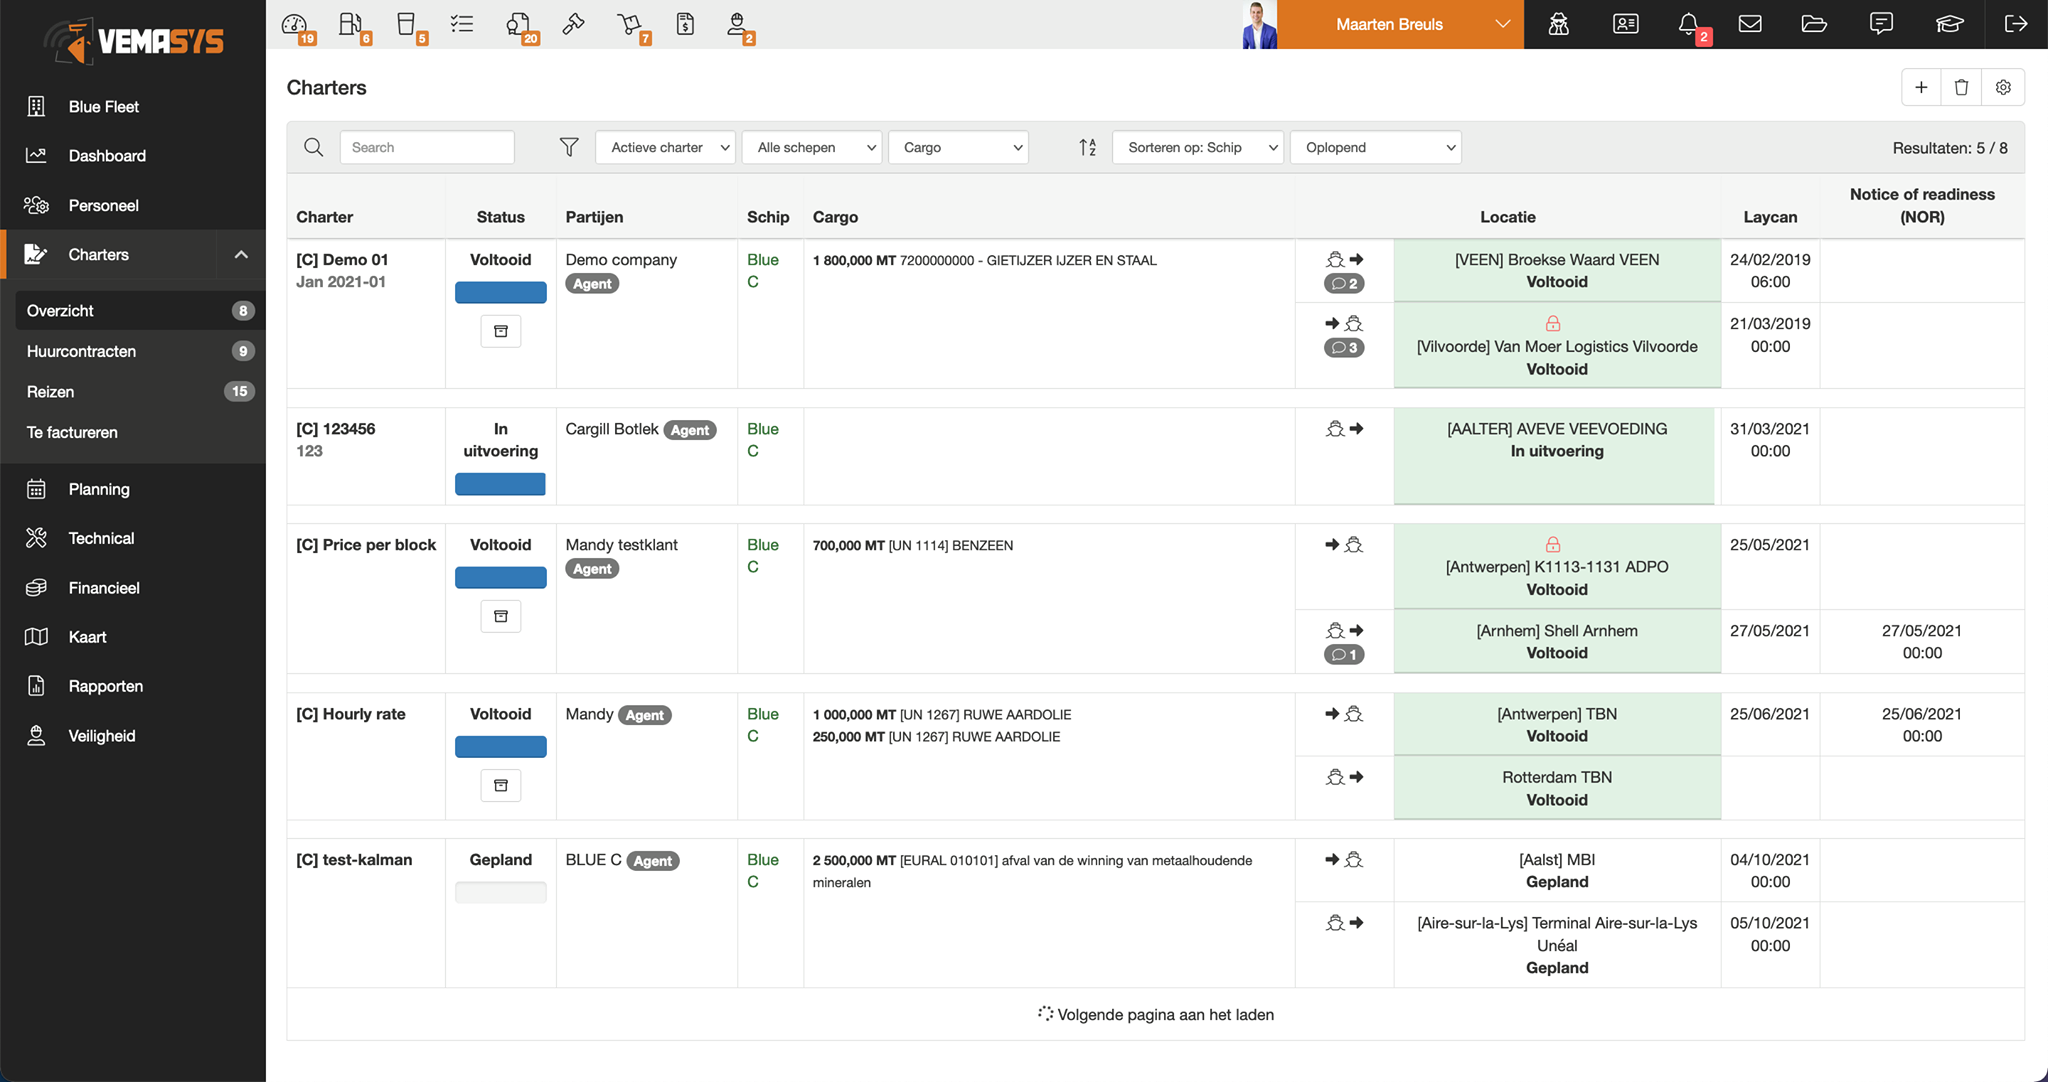 VEMASYS
19
6
5
20
7
2
Maarten Breuls
2
Blue Fleet
Dashboard
Personeel
Charters
Overzicht 8
Huurcontracten 9
Reizen 15
Te factureren
Planning
Technical
Financieel
Kaart
Rapporten
Veiligheid
Charters
Search
Actieve charter
Alle schepen
Cargo
Sorteren op: Schip
Oplopend
Resultaten: 5 / 8
Charter Status Partijen Schip Cargo Locatie Laycan Notice of readiness
(NOR)
[C] Demo 01
Jan 2021-01
Voltooid
Demo company
Agent
Blue
C
1 800,000 MT 7200000000 - GIETIJZER IJZER EN STAAL
2
[VEEN] Broekse Waard VEEN
Voltooid
24/02/2019
06:00
3
[Vilvoorde] Van Moer Logistics Vilvoorde
Voltooid
21/03/2019
00:00
[C] 123456
123
In
uitvoering
Cargill Botlek Agent
Blue
C
[AALTER] AVEVE VEEVOEDING
In uitvoering
31/03/2021
00:00
[C] Price per block
Voltooid
Mandy testklant
Agent
Blue
C
700,000 MT [UN 1114] BENZEEN
[Antwerpen] K1113-1131 ADPO
Voltooid
25/05/2021
1
[Arnhem] Shell Arnhem
Voltooid
27/05/2021
27/05/2021
00:00
[C] Hourly rate
Voltooid
Mandy Agent
Blue
C
1 000,000 MT [UN 1267] RUWE AARDOLIE
250,000 MT [UN 1267] RUWE AARDOLIE
[Antwerpen] TBN
Voltooid
25/06/2021
25/06/2021
00:00
Rotterdam TBN
Voltooid
[C] test-kalman
Gepland
BLUE C Agent
Blue
C
2 500,000 MT [EURAL 010101] afval van de winning van metaalhoudende
mineralen
[Aalst] MBI
Gepland
04/10/2021
00:00
[Aire-sur-la-Lys] Terminal Aire-sur-la-Lys
Unéal
Gepland
05/10/2021
00:00
Volgende pagina aan het laden